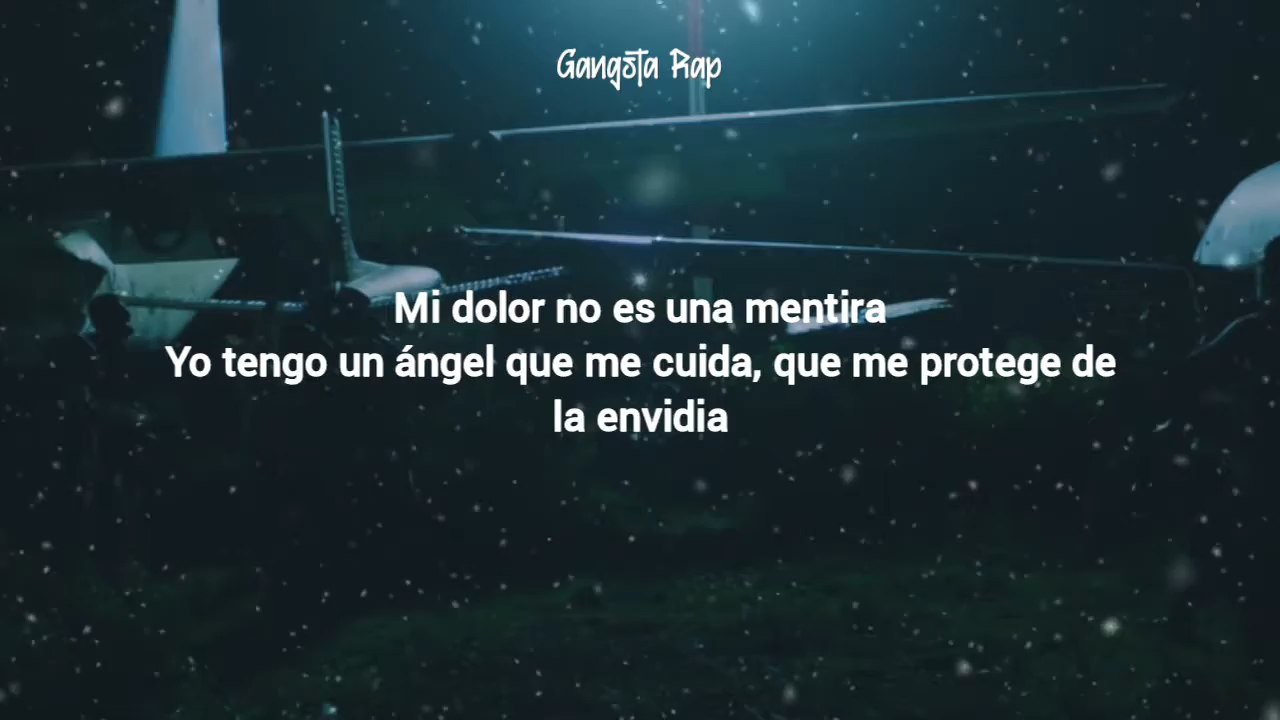 Gangsta Rap
Mi dolor no es una mentira
Yo tengo un ángel que me cuida, que me protege de
la envidia